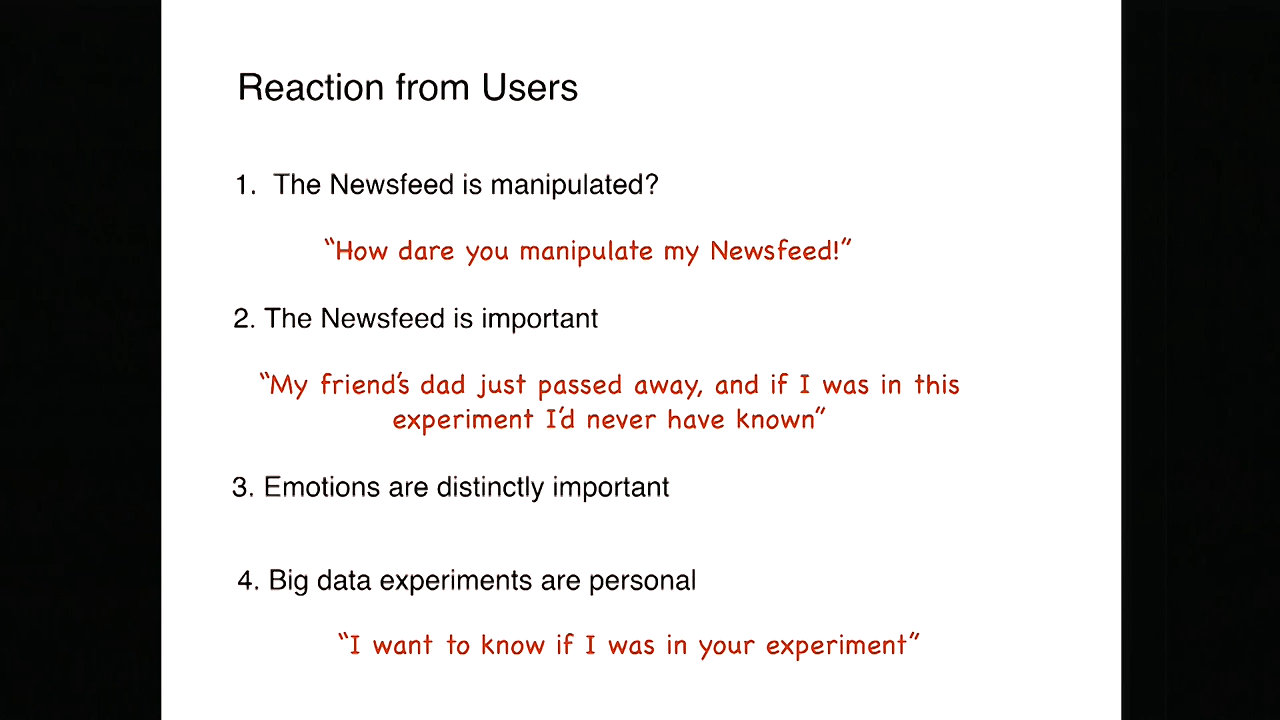 Reaction from Users
1. The Newsfeed is manipulated?
“How dare you manipulate my Newsfeed!”
2. The Newsfeed is important
“My friend’s dad just passed away, and if I was in this
experiment I’d never have known”
3. Emotions are distinctly important
4. Big data experiments are personal
“I want to know if I was in your experiment”